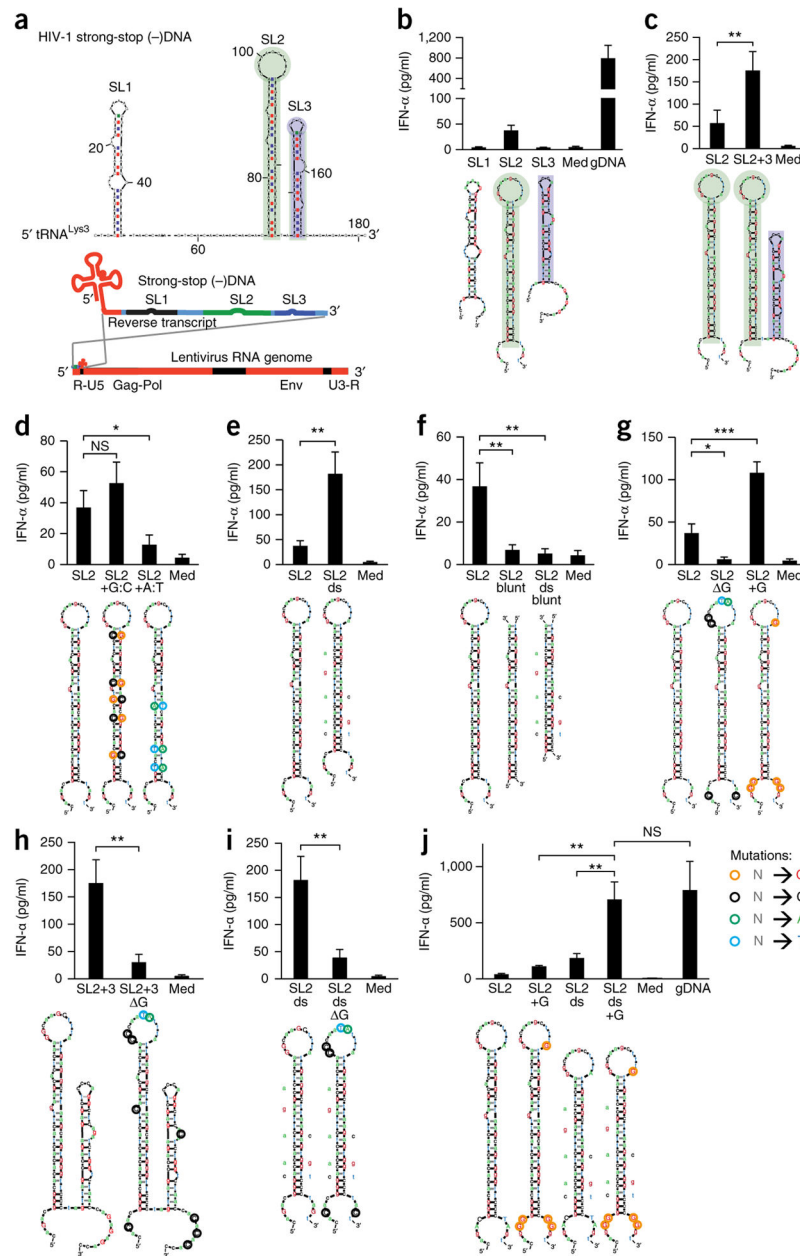 a
HIV-1 strong-stop (–)DNA
100
SL2
SL1
SL3
20
40
80
160
5′ tRNALys3
60
180
3′
Strong-stop (–)DNA
5′
SL1 SL2 SL3
3′
Reverse transcript
Lentivirus RNA genome
5′
3′
R-U5 Gag-Pol Env U3-R
b
IFN-α (pg/ml)
1,200
800
400
100
50
0
SL1 SL2 SL3 Med gDNA
c
IFN-α (pg/ml)
**
250
200
150
100
50
0
SL2 SL2+3 Med
d
IFN-α (pg/ml)
*
NS
80
60
40
20
0
SL2 SL2 SL2 Med
+G:C +A:T
e
IFN-α (pg/ml)
**
250
200
150
100
50
0
SL2 SL2 Med
ds
f
IFN-α (pg/ml)
**
**
60
40
20
0
SL2 SL2 SL2 Med
blunt ds
blunt
g
IFN-α (pg/ml)
***
*
150
100
50
0
SL2 SL2 SL2 Med
ΔG +G
h
IFN-α (pg/ml)
**
250
200
150
100
50
0
SL2+3 SL2+3 Med
ΔG
i
IFN-α (pg/ml)
**
250
200
150
100
50
0
SL2 SL2 Med
ds ds
ΔG
j
IFN-α (pg/ml)
NS
**
**
1,000
500
0
SL2 SL2 SL2 SL2 Med gDNA
+G ds ds
+G
Mutations:
N → G
N → C
N → A
N → T